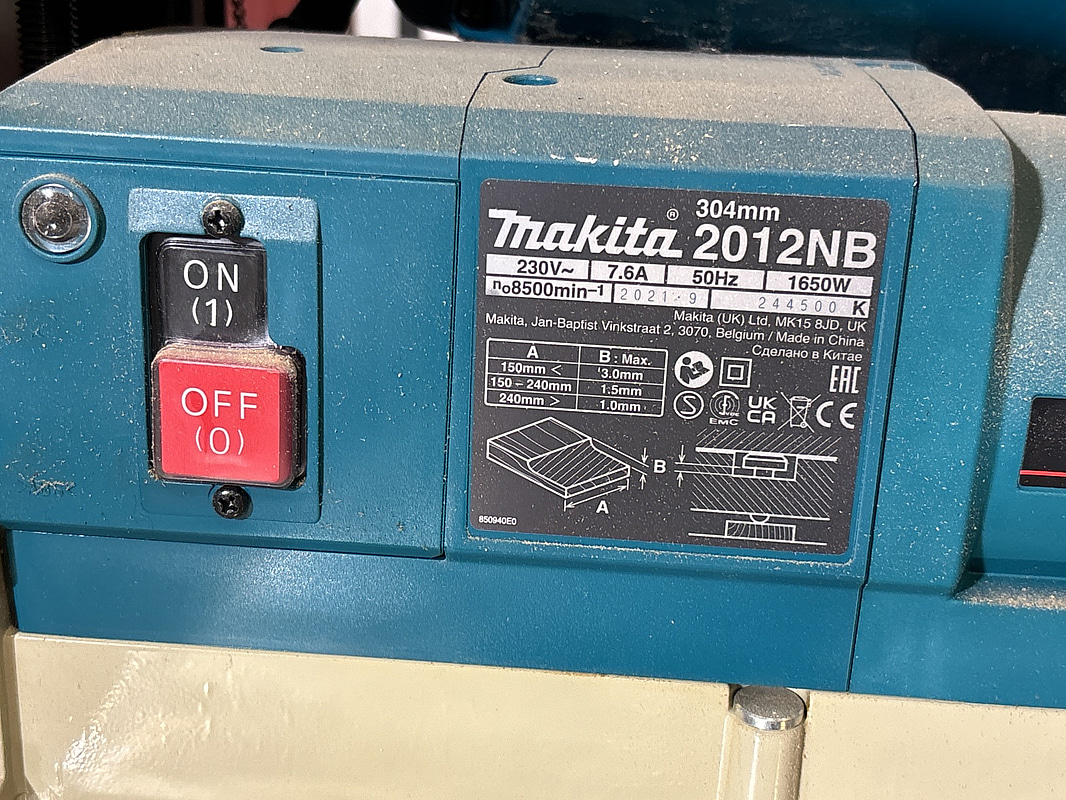 ON
(1)
OFF
(0)
makita® 304mm
2012NB
230V~ 7.6A 50Hz 1650W
n₀8500min⁻¹ 2021·9 244500 K
Makita (UK) Ltd, MK15 8JD, UK
Makita, Jan-Baptist Vinkstraat 2, 3070, Belgium / Made in China
Сделано в Китае
A B : Max.
150mm < 3.0mm
150 – 240mm 1.5mm
240mm > 1.0mm
EAC
S EMC UK CA CE
B
A
850940E0